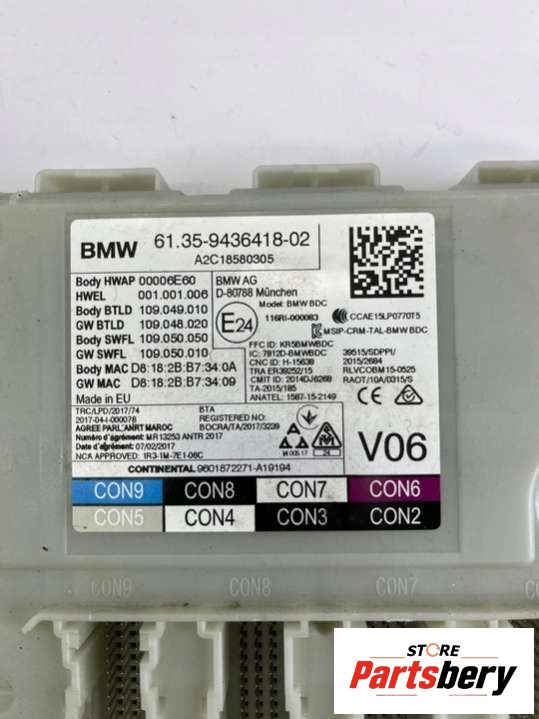 BMW 61.35-9436418-02
A2C18580305
Body HWAP 00006E60
HWEL 001.001.006
Body BTLD 109.049.010
GW BTLD 109.048.020
Body SWFL 109.050.050
GW SWFL 109.050.010
Body MAC D8:18:2B:B7:34:0A
GW MAC D8:18:2B:B7:34:09
Made in EU
BMW AG
D-80788 München
Model: BMW BDC
E24 116RI-000083
CCAE15LP0770T5
MSIP-CRM-TAL-BMW BDC
FCC ID: KR5BMWBDC
IC: 7812D-BMWBDC 39515/SDPPI/
CNC ID: H-15638 2015/2684
TRA ER39252/15 RLVCOBM15-0525
CMIT ID: 2014DJ6268 RAOT/10A/0315/S
TA-2015/185
ANATEL: 1587-15-2149
TRC/LPD/2017/74
2017-04-I-000076
AGREE PARL'ANRT MAROC
Numéro d'agrément: MR13253 ANTR 2017
Date d'agrément: 07/02/2017
NCA APPROVED: 1R3-1M-7E1-08C
BTA
REGISTERED NO:
BOCRA/TA/2017/3239
24
CE
V06
CONTINENTAL 9601872271-A19194
CON9 CON8 CON7 CON6
CON5 CON4 CON3 CON2
CON9 CON8 CON7
STORE
Partsbery